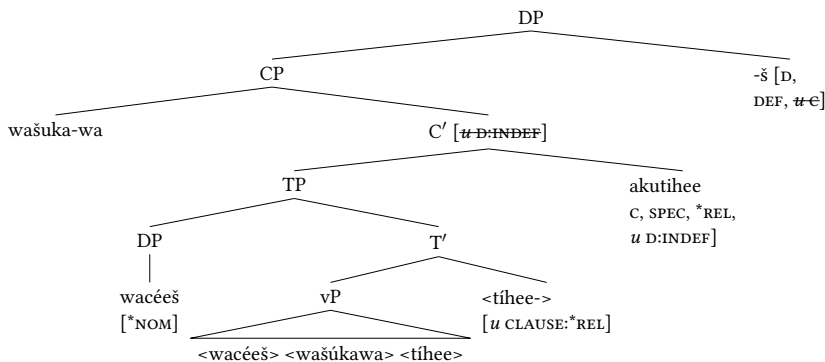 DP
CP
-š [D,
DEF, u C]
wašuka-wa
C′ [u D:INDEF]
TP
akutihee
C, SPEC, *REL,
u D:INDEF]
DP
T′
wacéeš
[*NOM]
vP
<tíhee->
[u CLAUSE:*REL]
<wacéeš> <wašúkawa> <tíhee>